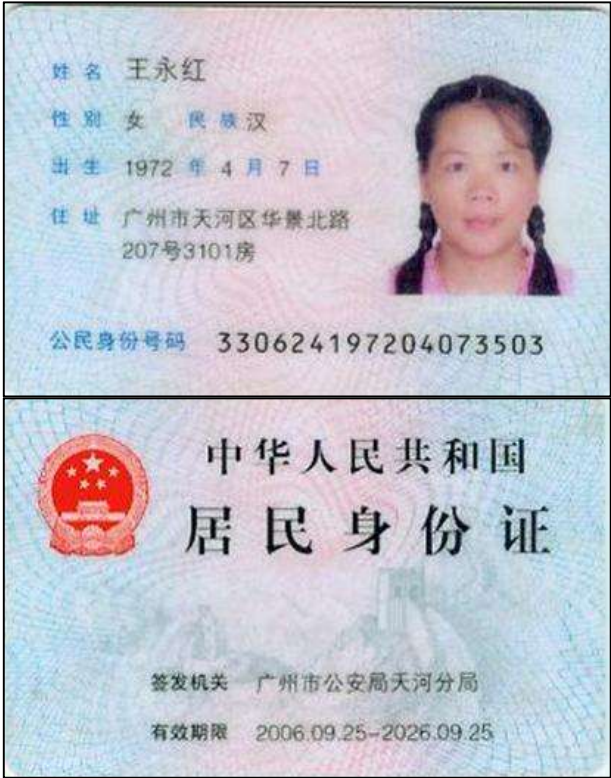 姓名 王永红
性别 女 民族 汉
出生 1972 年 4 月 7 日
住址 广州市天河区华景北路
207号3101房
公民身份号码 330624197204073503
中华人民共和国
居民身份证
签发机关 广州市公安局天河分局
有效期限 2006.09.25-2026.09.25